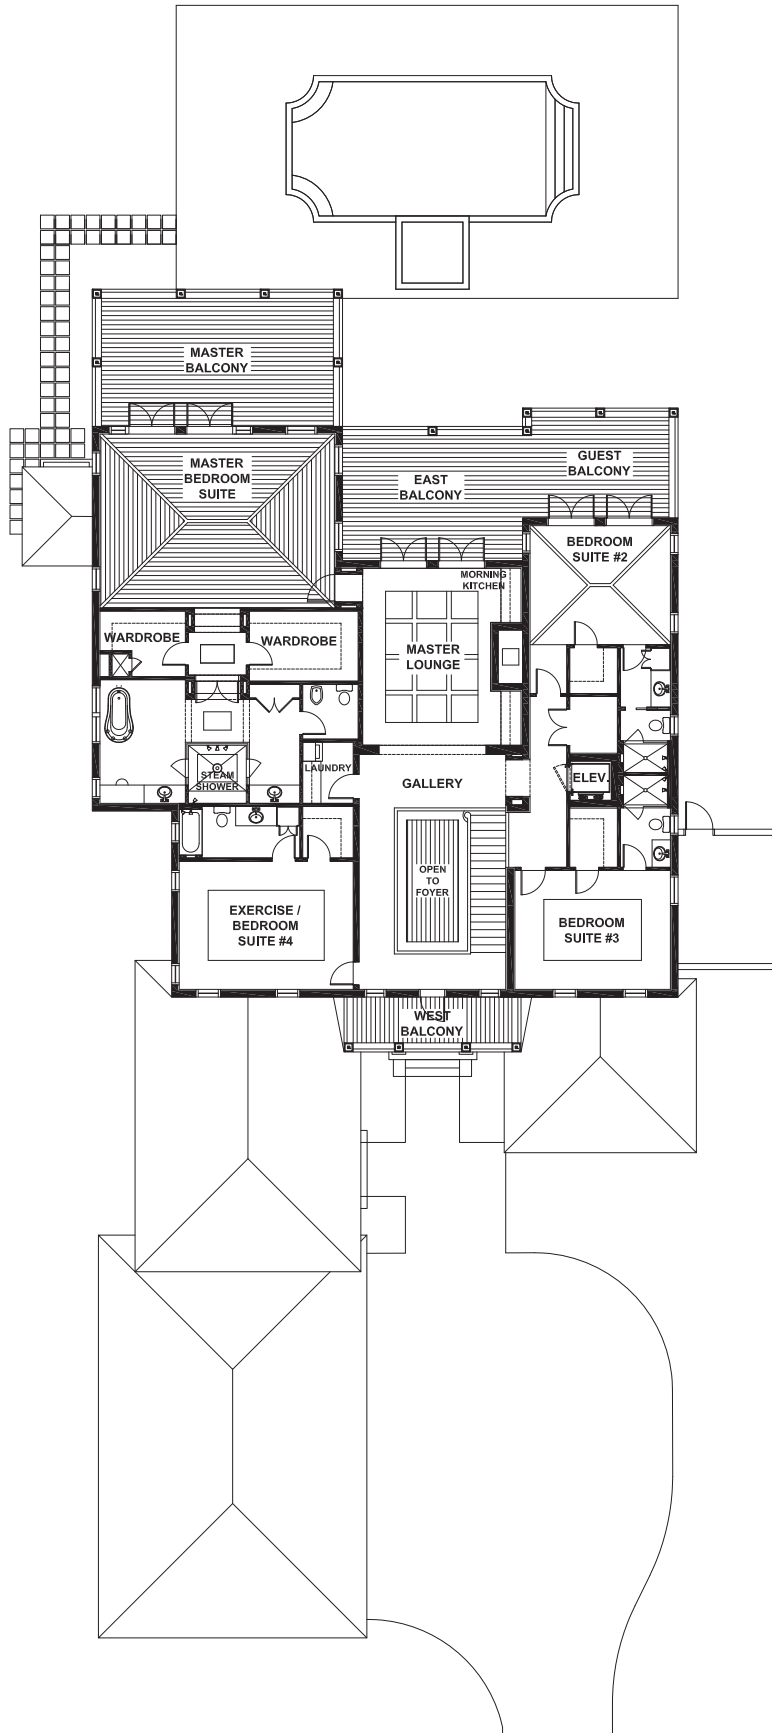 MASTER
BALCONY
MASTER
BEDROOM
SUITE
EAST
BALCONY
GUEST
BALCONY
BEDROOM
SUITE #2
MORNING
KITCHEN
WARDROBE
WARDROBE
MASTER
LOUNGE
STEAM
SHOWER
LAUNDRY
GALLERY
ELEV.
OPEN
TO
FOYER
EXERCISE /
BEDROOM
SUITE #4
BEDROOM
SUITE #3
WEST
BALCONY